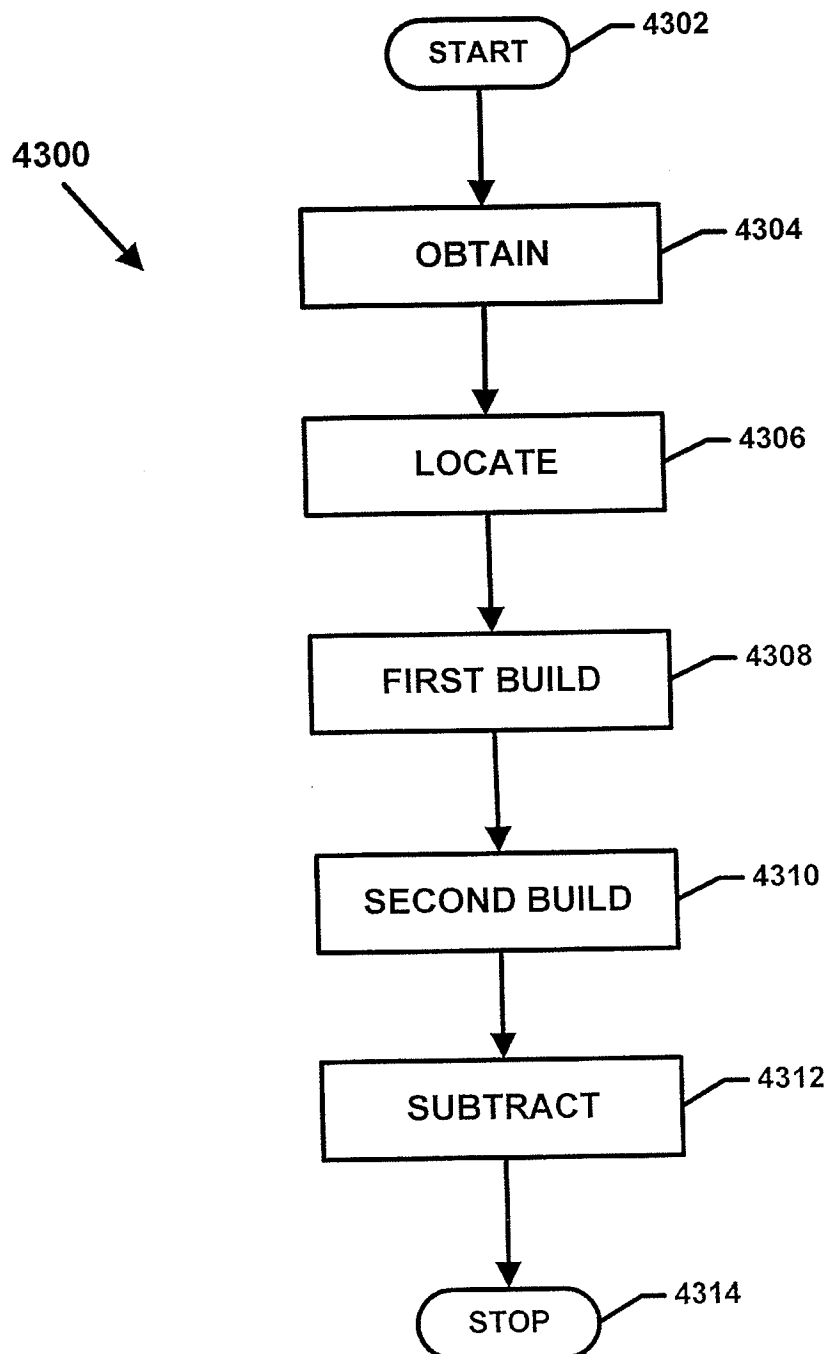 START
4302
4300
OBTAIN
4304
LOCATE
4306
FIRST BUILD
4308
SECOND BUILD
4310
SUBTRACT
4312
STOP
4314